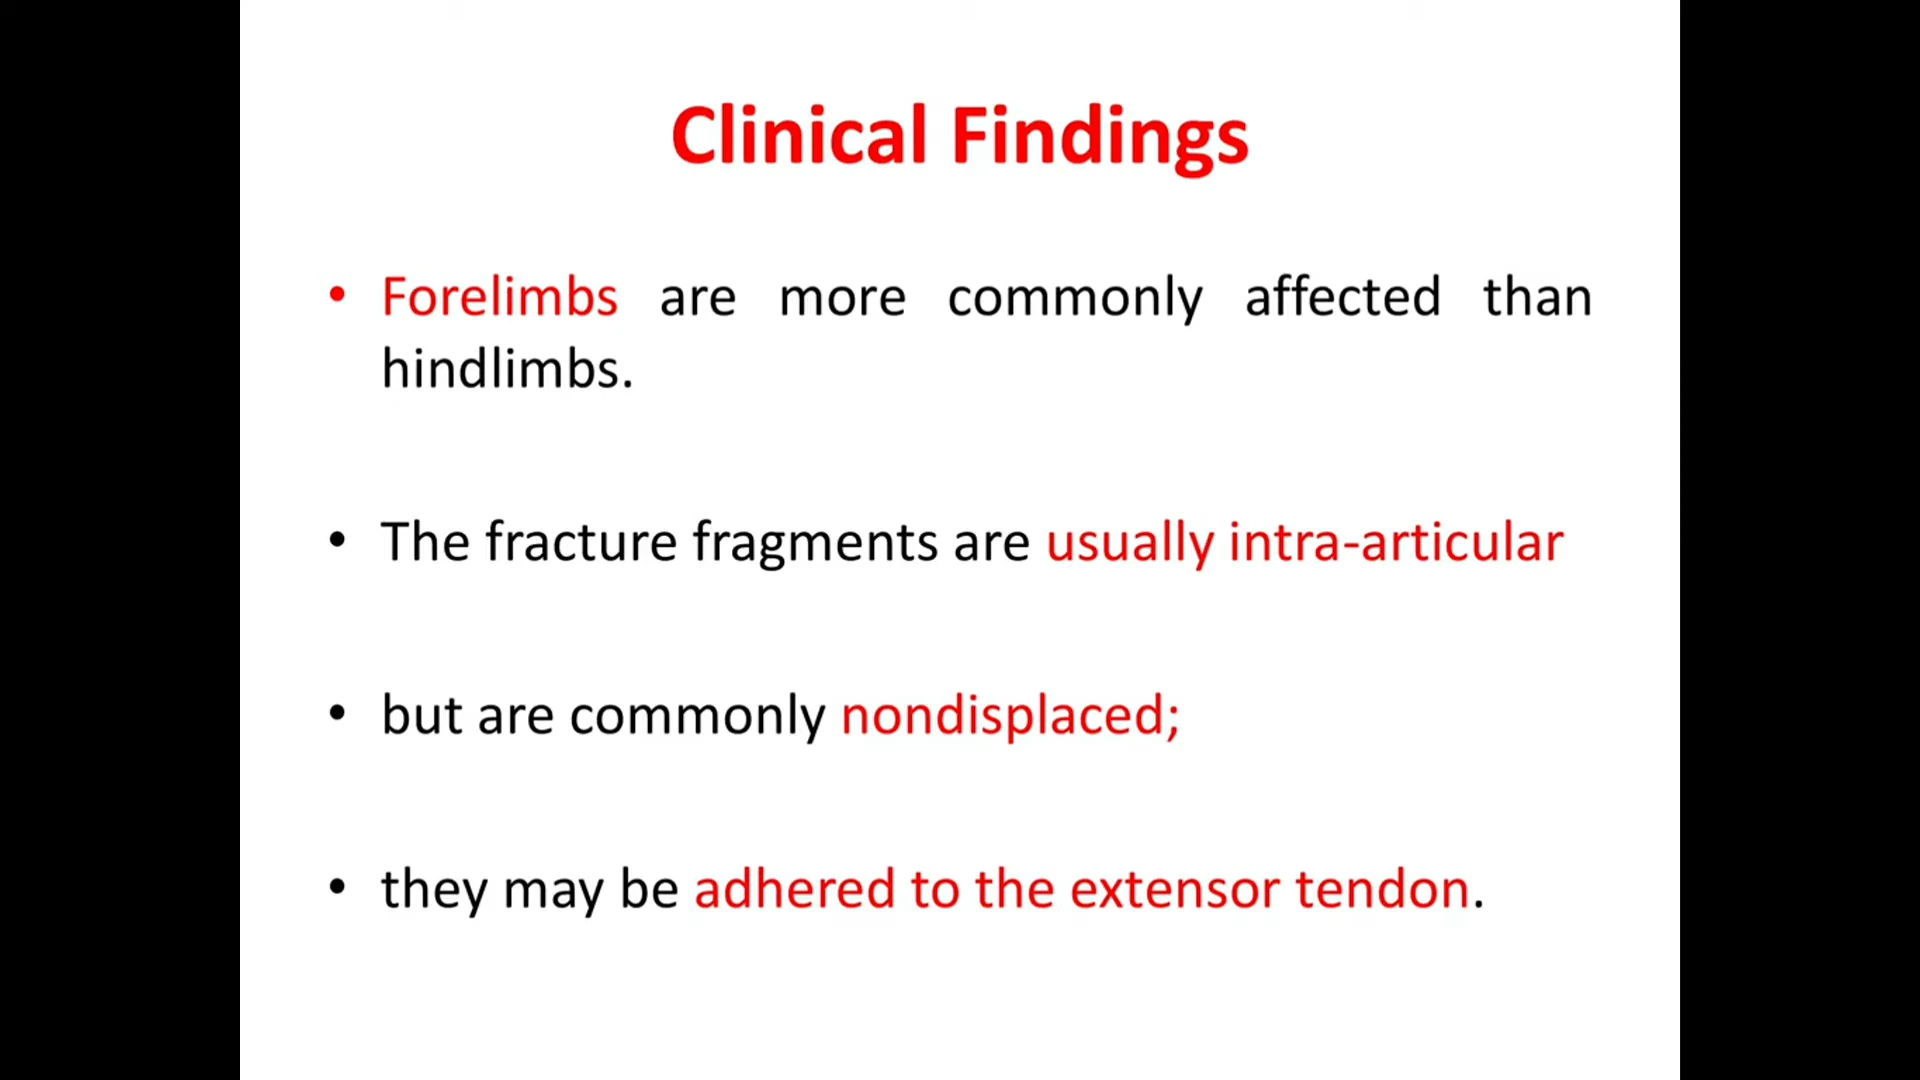 Clinical Findings
• Forelimbs are more commonly affected than
hindlimbs.
• The fracture fragments are usually intra-articular
• but are commonly nondisplaced;
• they may be adhered to the extensor tendon.